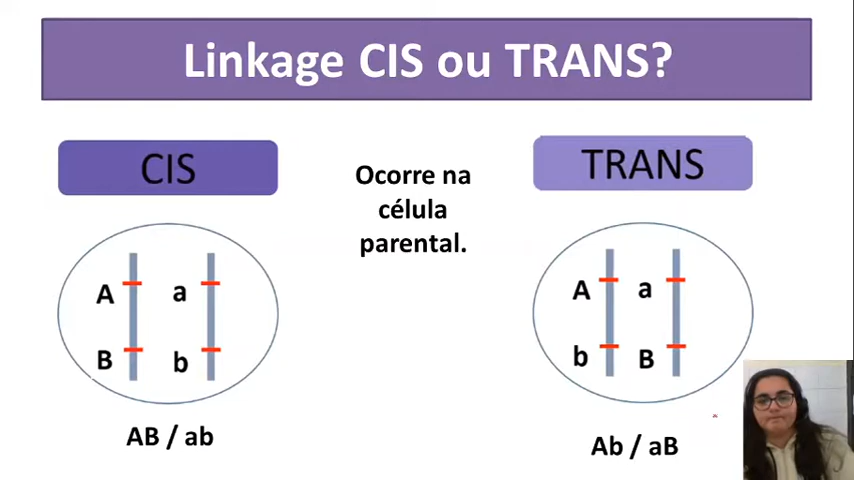 Linkage CIS ou TRANS?
CIS
Ocorre na
célula
parental.
TRANS
A a
B b
AB / ab
A a
b B
Ab / aB